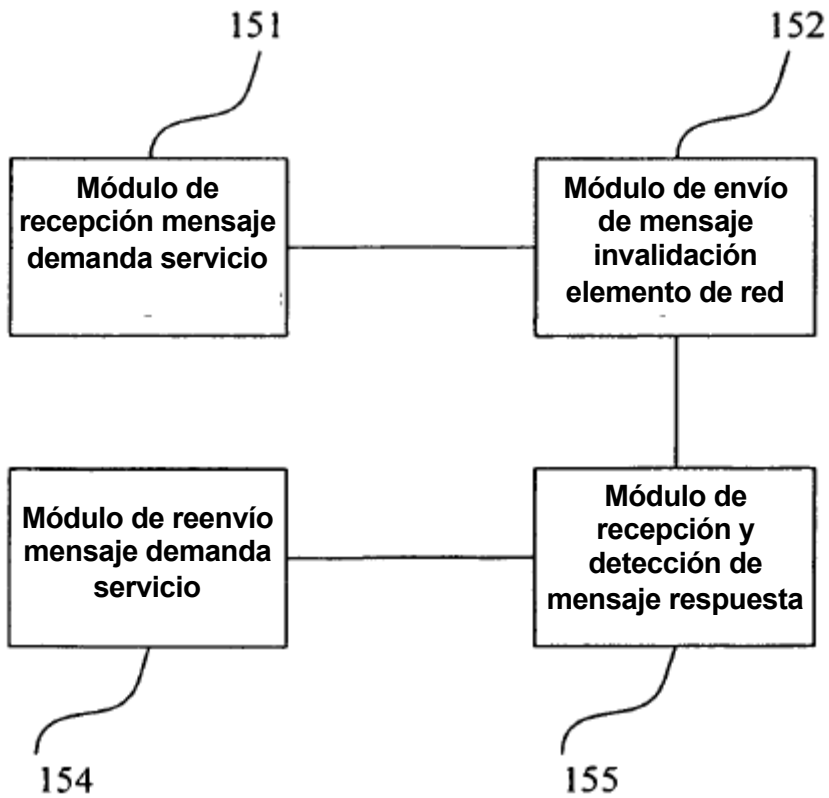 151
152
Módulo de
recepción mensaje
demanda servicio
Módulo de envío
de mensaje
invalidación
elemento de red
Módulo de reenvío
mensaje demanda
servicio
Módulo de
recepción y
detección de
mensaje respuesta
154
155